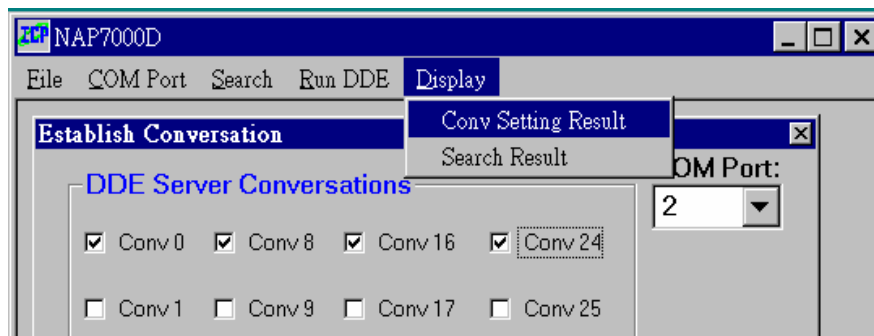 ICP NAP7000D
File COM Port Search Run DDE Display
Conv Setting Result
Search Result
Establish Conversation
DDE Server Conversations
OM Port:
2
Conv 0 Conv 8 Conv 16 Conv 24
Conv 1 Conv 9 Conv 17 Conv 25